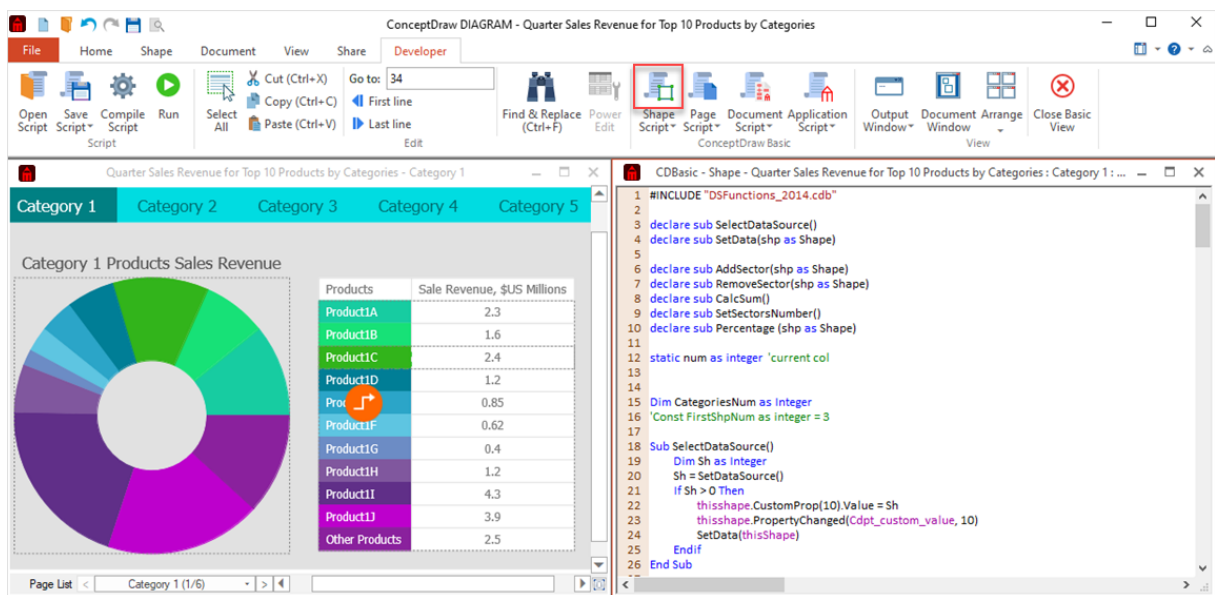 ConceptDraw DIAGRAM - Quarter Sales Revenue for Top 10 Products by Categories
File Home Shape Document View Share Developer
Open Script
Save Script
Compile Script
Run
Script
Select All
Cut (Ctrl+X)
Copy (Ctrl+C)
Paste (Ctrl+V)
Go to: 34
First line
Last line
Edit
Find & Replace (Ctrl+F)
Power Edit
Shape Script
Page Script
Document Script
Application Script
ConceptDraw Basic
Output Window
Document Window
Arrange
Close Basic View
View
Quarter Sales Revenue for Top 10 Products by Categories - Category 1
Category 1 Category 2 Category 3 Category 4 Category 5
Category 1 Products Sales Revenue
Products Sale Revenue, $US Millions
Product1A 2.3
Product1B 1.6
Product1C 2.4
Product1D 1.2
0.85
Product1F 0.62
Product1G 0.4
Product1H 1.2
Product1I 4.3
Product1J 3.9
Other Products 2.5
Page List < Category 1 (1/6) >
CDBasic - Shape - Quarter Sales Revenue for Top 10 Products by Categories : Category 1 : ...
1 #INCLUDE "DSFunctions_2014.cdb"
2
3 declare sub SelectDataSource()
4 declare sub SetData(shp as Shape)
5
6 declare sub AddSector(shp as Shape)
7 declare sub RemoveSector(shp as Shape)
8 declare sub CalcSum()
9 declare sub SetSectorsNumber()
10 declare sub Percentage (shp as Shape)
11
12 static num as integer 'current col
13
14
15 Dim CategoriesNum as Integer
16 'Const FirstShpNum as integer = 3
17
18 Sub SelectDataSource()
19 Dim Sh as Integer
20 Sh = SetDataSource()
21 If Sh > 0 Then
22 thisshape.CustomProp(10).Value = Sh
23 thisshape.PropertyChanged(Cdpt_custom_value, 10)
24 SetData(thisShape)
25 Endif
26 End Sub